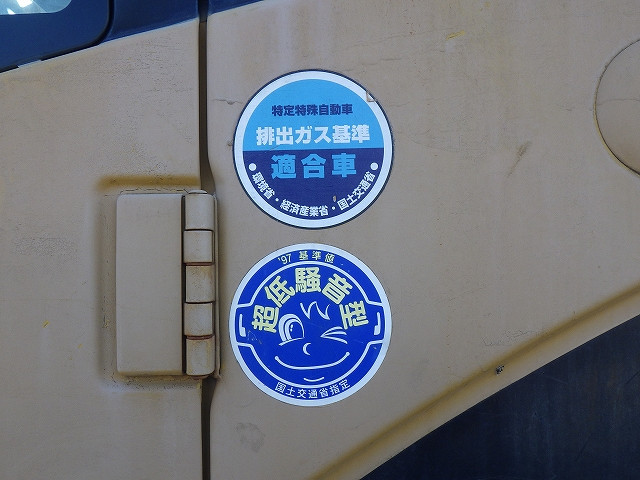 特定特殊自動車
排出ガス基準
適合車
●環境省・経済産業省・国土交通省●
'97 基準値
超低騒音型
国土交通省指定